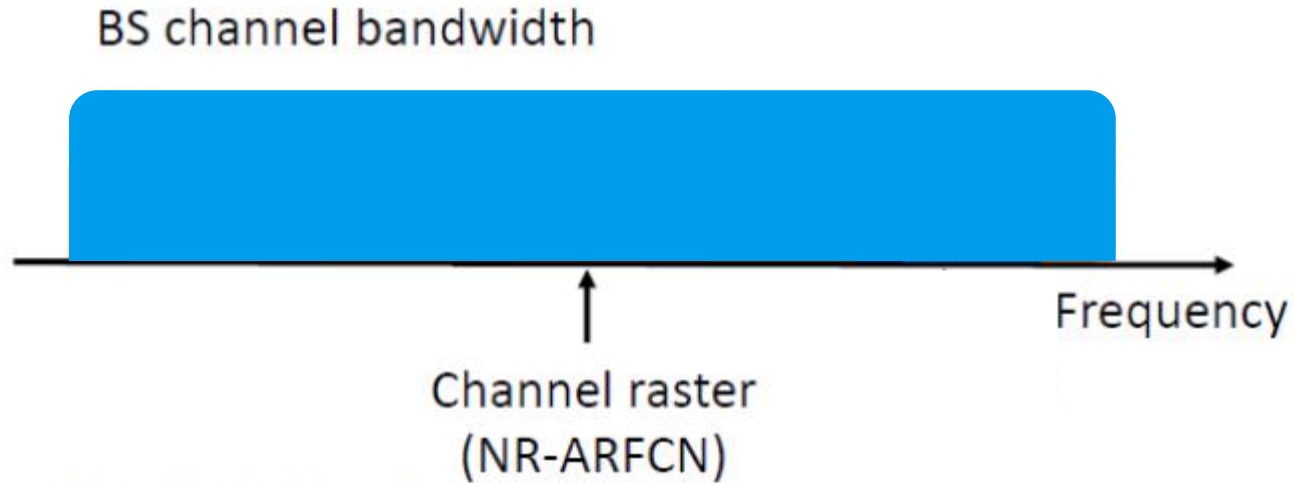 BS channel bandwidth
Frequency
Channel raster
(NR-ARFCN)